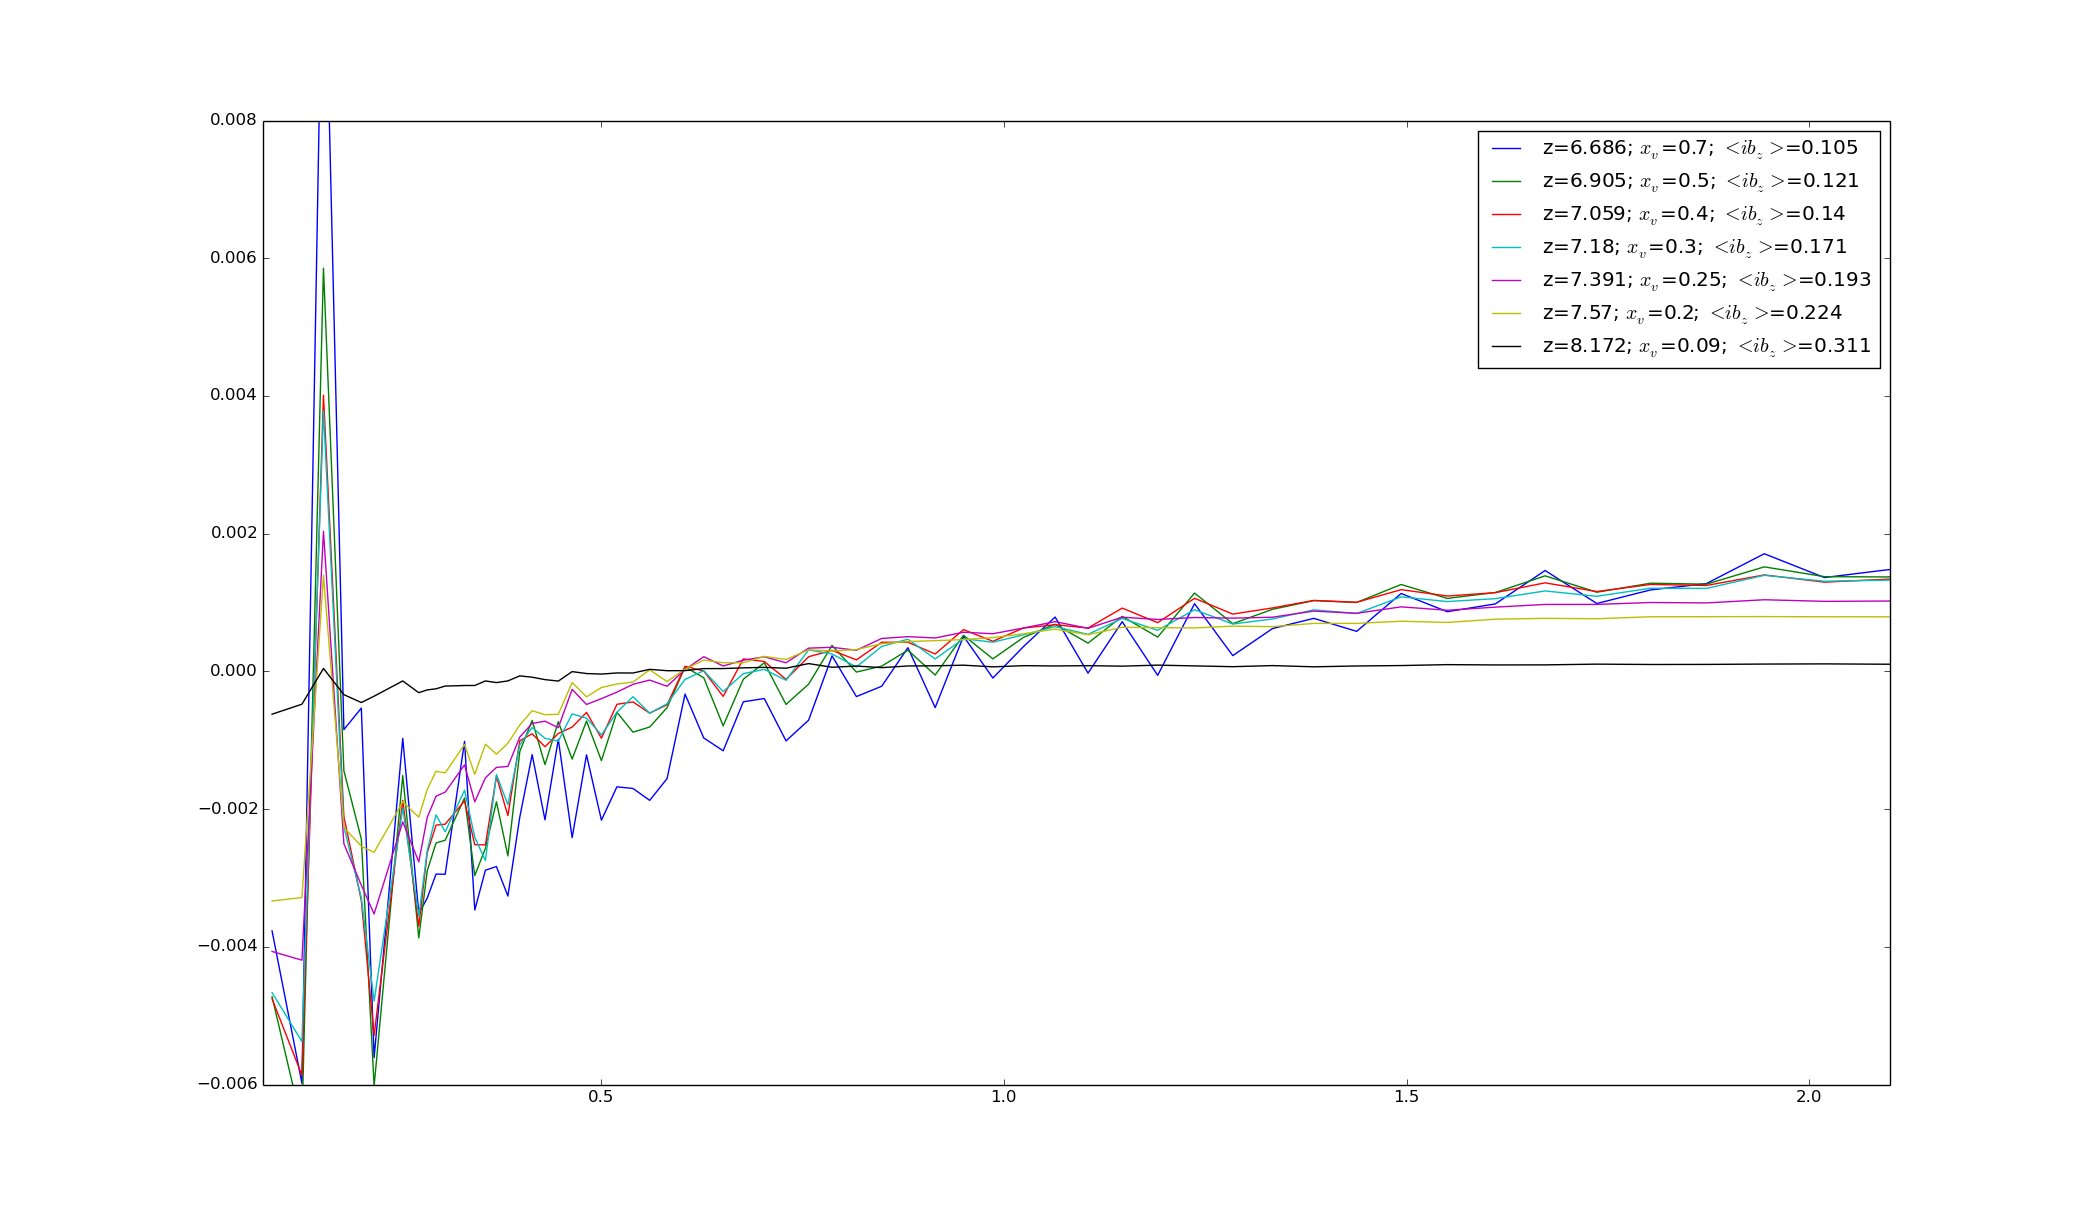 0.008
0.006
0.004
0.002
0.000
−0.002
−0.004
−0.006
0.5 1.0 1.5 2.0
z=6.686; x_v=0.7; <ib_z>=0.105
z=6.905; x_v=0.5; <ib_z>=0.121
z=7.059; x_v=0.4; <ib_z>=0.14
z=7.18; x_v=0.3; <ib_z>=0.171
z=7.391; x_v=0.25; <ib_z>=0.193
z=7.57; x_v=0.2; <ib_z>=0.224
z=8.172; x_v=0.09; <ib_z>=0.311